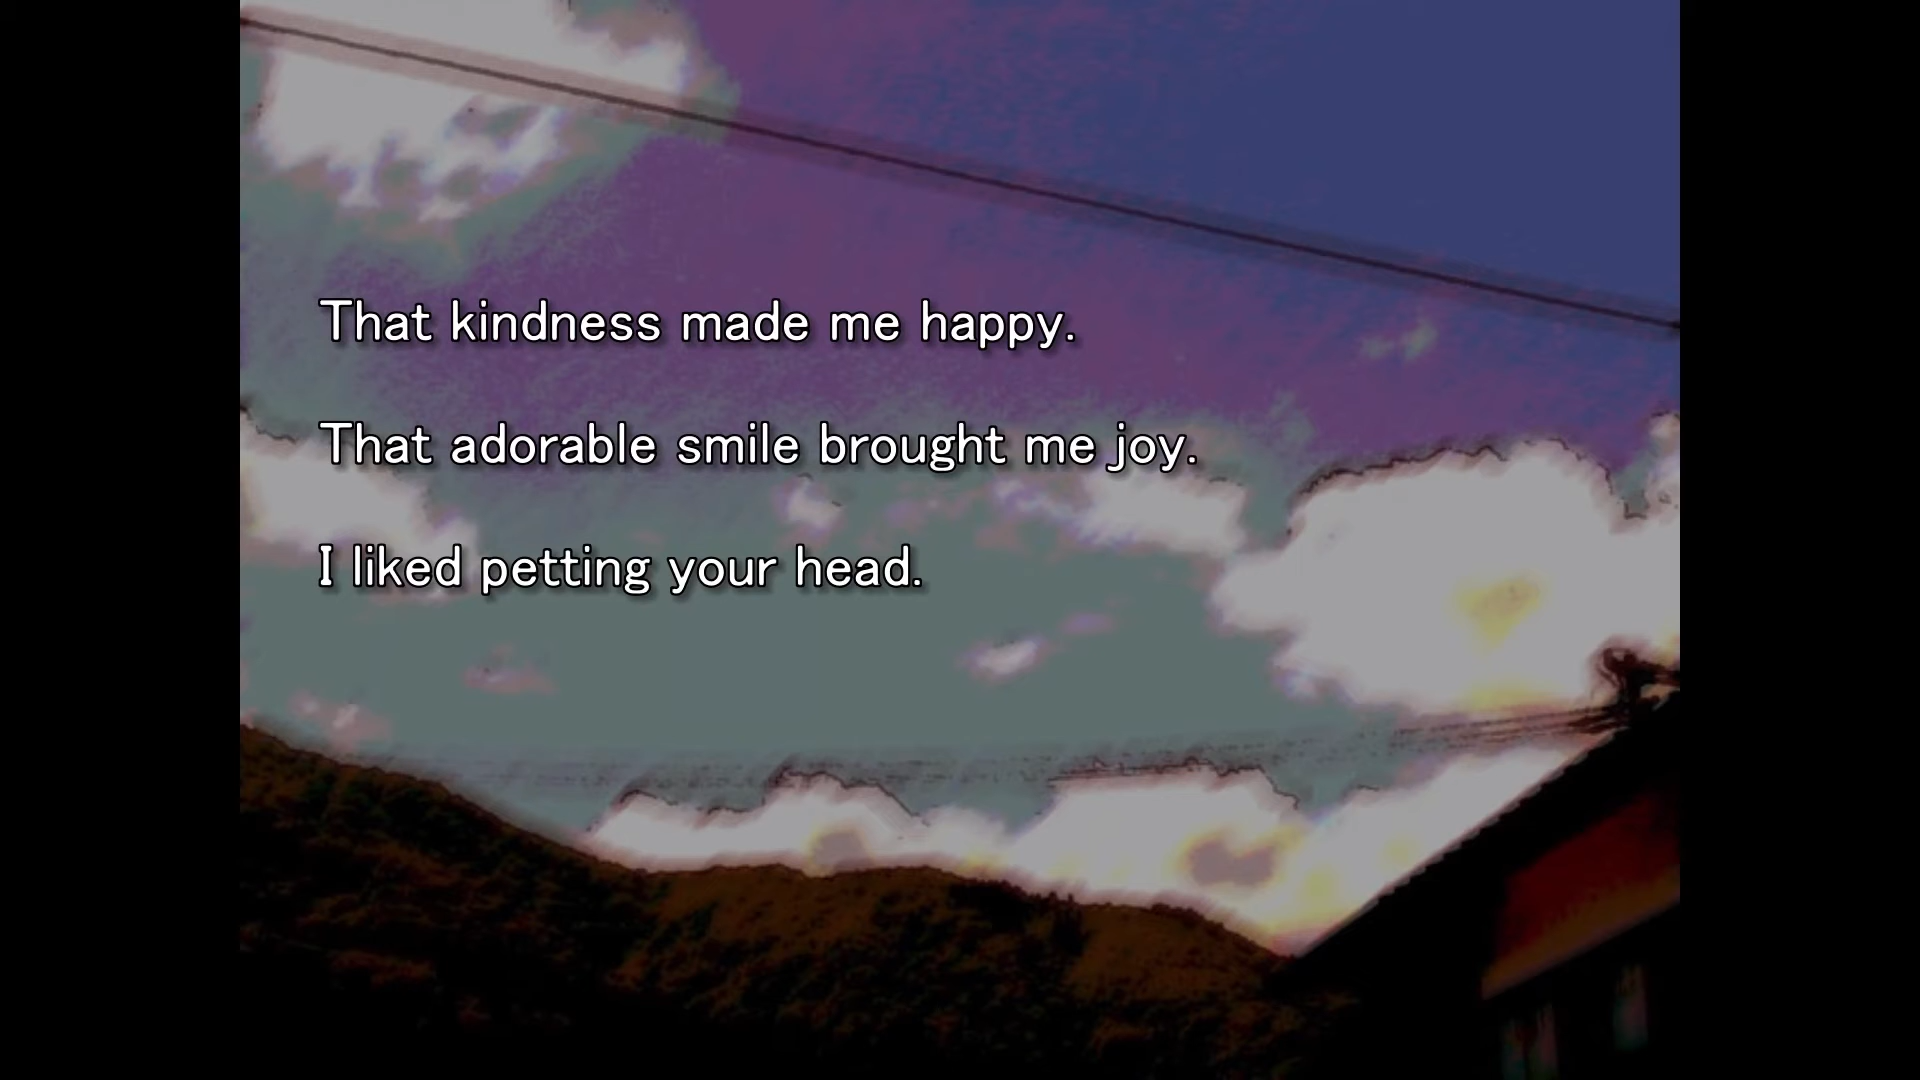 That kindness made me happy.
That adorable smile brought me joy.
I liked petting your head.